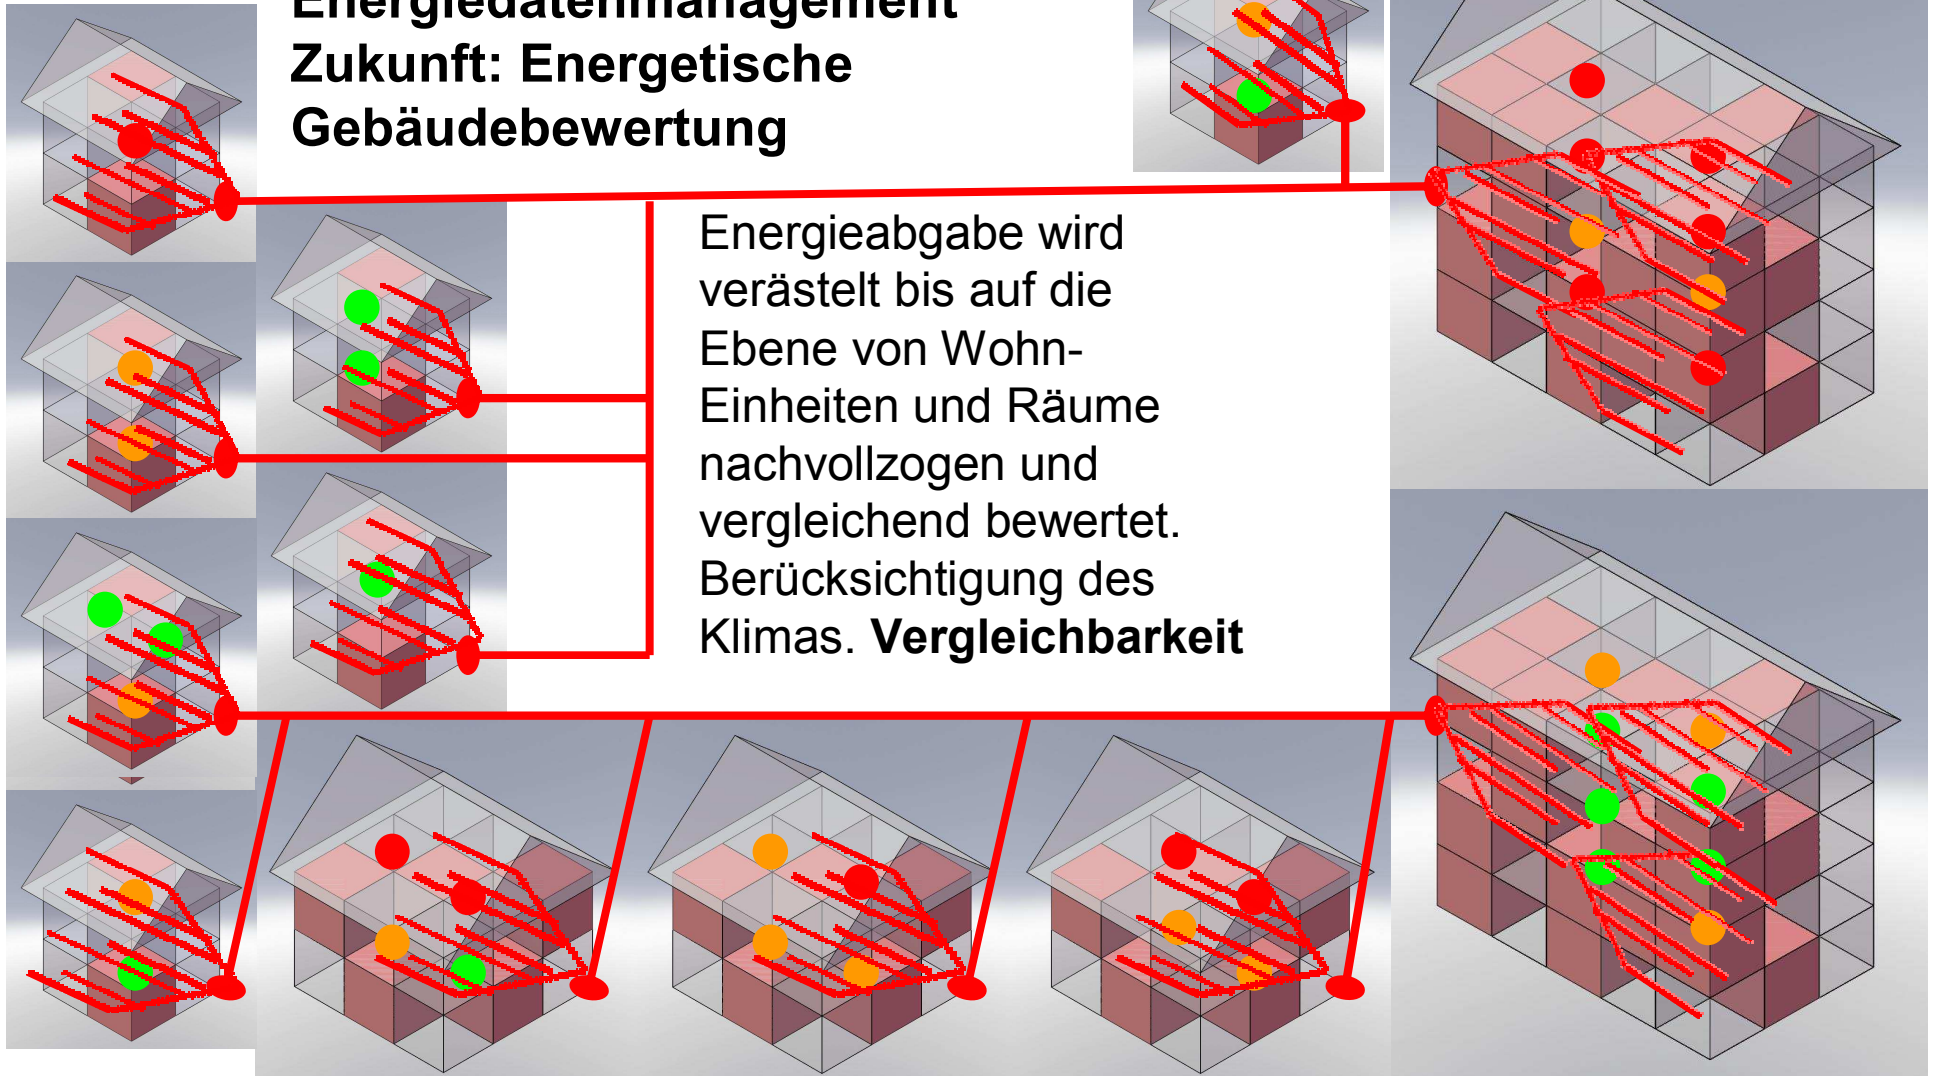 Energiedatenmanagement
Zukunft: Energetische
Gebäudebewertung
Energieabgabe wird
verästelt bis auf die
Ebene von Wohn-
Einheiten und Räume
nachvollzogen und
vergleichend bewertet.
Berücksichtigung des
Klimas. Vergleichbarkeit